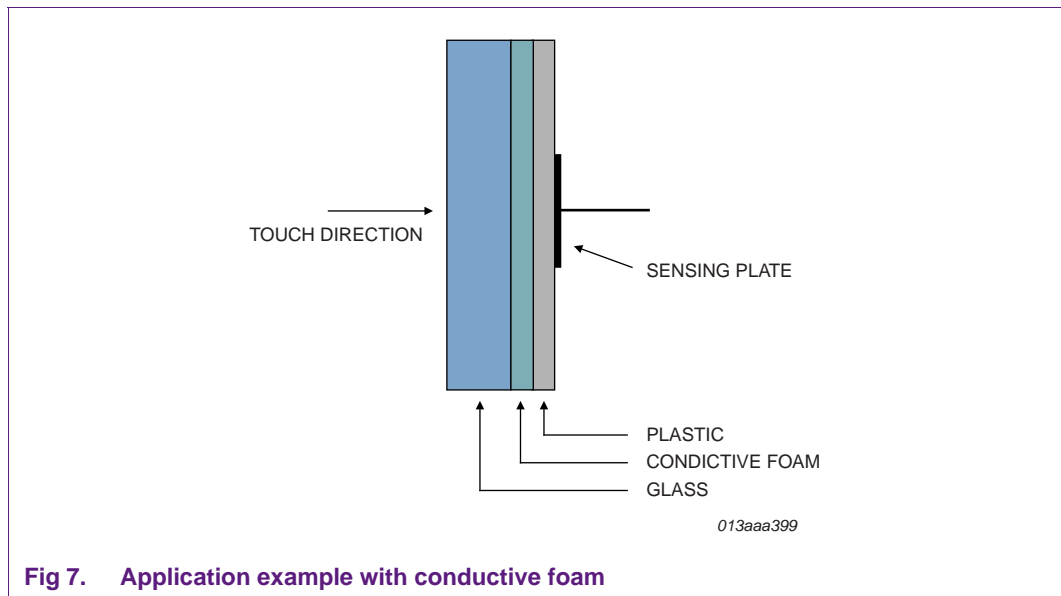 TOUCH DIRECTION
SENSING PLATE
PLASTIC
CONDICTIVE FOAM
GLASS
013aaa399
Fig 7. Application example with conductive foam